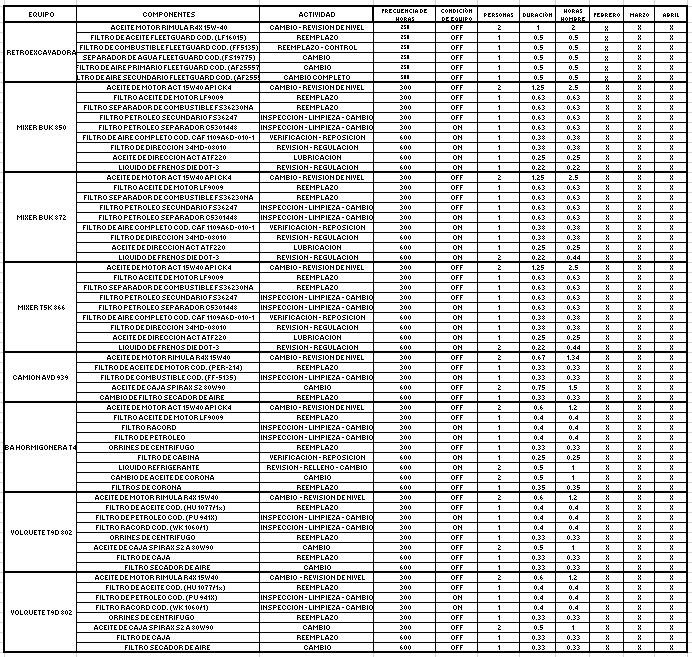 EQUIPO COMPONENTES ACTIVIDAD FRECUENCIA DE HORAS CONDICIÓN DE EQUIPO PERSONAS DURACIÓN HORAS HOMBRE FEBRERO MARZO ABRIL
RETROEXCAVADORA
ACEITE DE MOTOR RIMULA R4X 15W-40 CAMBIO - REVISION DE NIVEL 250 OFF 2 1 2 X X X
FILTRO ACEITE FLEETGUARD COD. (LF16015) REEMPLAZO 250 OFF 1 0.5 0.5 X X X
FILTRO DE COMBUSTIBLE FLEETGUARD COD. (FF5135) REEMPLAZO - CONTROL 250 OFF 1 0.5 0.5 X X X
SEPARADOR DE AGUA FLEETGUARD COD. (FS19775) CAMBIO 250 OFF 1 0.5 0.5 X X X
FILTRO DE AIRE PRIMARIO FLEETGUARD COD. (AF25557 CAMBIO 500 OFF 1 0.5 0.5 X X X
LTRO DE AIRE SECUNDARIO FLEETGUARD COD. (AF255 CAMBIO COMPLETO 500 OFF 1 0.5 0.5 X X X
MIXER BUK 850
ACEITE DE MOTOR ACT 15W40 API CK4 CAMBIO - REVISION DE NIVEL 300 OFF 2 1.25 2.5 X X X
FILTRO ACEITE DE MOTOR LF9009 REEMPLAZO 300 OFF 1 0.63 0.63 X X X
FILTRO SEPARADOR DE COMBUSTIBLE FS36230NA REEMPLAZO 300 OFF 1 0.63 0.63 X X X
FILTRO PETROLEO SECUNDARIO FS36247 INSPECCION - LIMPIEZA - CAMBIO 300 OFF 1 0.63 0.63 X X X
FILTRO PETROLEO SEPARADOR C5301448 INSPECCION - LIMPIEZA - CAMBIO 300 ON 1 0.63 0.63 X X X
FILTRO DE AIRE COMPLETO COD. CAF1109A6D-010-1 VERIFICACION - REPOSICION 600 ON 1 0.38 0.38 X X X
FILTRO DE DIRECCION 34MD-08010 REVISION - REGULACION 600 ON 1 0.38 0.38 X X X
ACEITE DE DIRECCION ACT ATF220 LUBRICACION 600 ON 1 0.25 0.25 X X X
LIQUIDO DE FRENOS DIE DOT-3 REVISION - REGULACION 600 ON 1 0.22 0.22 X X X
MIXER BUK 872
ACEITE DE MOTOR ACT 15W40 API CK4 CAMBIO - REVISION DE NIVEL 300 OFF 2 1.25 2.5 X X X
FILTRO ACEITE DE MOTOR LF9009 REEMPLAZO 300 OFF 1 0.63 0.63 X X X
FILTRO SEPARADOR DE COMBUSTIBLE FS36230NA REEMPLAZO 300 OFF 1 0.63 0.63 X X X
FILTRO PETROLEO SECUNDARIO FS36247 INSPECCION - LIMPIEZA - CAMBIO 300 OFF 1 0.63 0.63 X X X
FILTRO PETROLEO SEPARADOR C5301448 INSPECCION - LIMPIEZA - CAMBIO 300 ON 1 0.63 0.63 X X X
FILTRO DE AIRE COMPLETO COD. CAF1109A6D-010-1 VERIFICACION - REPOSICION 600 ON 1 0.38 0.38 X X X
FILTRO DE DIRECCION 34MD-08010 REVISION - REGULACION 600 ON 1 0.38 0.38 X X X
ACEITE DE DIRECCION ACT ATF220 LUBRICACION 600 ON 1 0.25 0.25 X X X
LIQUIDO DE FRENOS DIE DOT-3 REVISION - REGULACION 600 ON 2 0.22 0.44 X X X
MIXER T5K 866
ACEITE DE MOTOR ACT 15W40 API CK4 CAMBIO - REVISION DE NIVEL 300 OFF 2 1.25 2.5 X X X
FILTRO ACEITE DE MOTOR LF9009 REEMPLAZO 300 OFF 1 0.63 0.63 X X X
FILTRO SEPARADOR DE COMBUSTIBLE FS36230NA REEMPLAZO 300 OFF 1 0.63 0.63 X X X
FILTRO PETROLEO SECUNDARIO FS36247 INSPECCION - LIMPIEZA - CAMBIO 300 OFF 1 0.63 0.63 X X X
FILTRO PETROLEO SEPARADOR C5301448 INSPECCION - LIMPIEZA - CAMBIO 300 ON 1 0.63 0.63 X X X
FILTRO DE AIRE COMPLETO COD. CAF1109A6D-010-1 VERIFICACION - REPOSICION 600 ON 1 0.38 0.38 X X X
FILTRO DE DIRECCION 34MD-08010 REVISION - REGULACION 600 ON 1 0.38 0.38 X X X
ACEITE DE DIRECCION ACT ATF220 LUBRICACION 600 ON 1 0.25 0.25 X X X
LIQUIDO DE FRENOS DIE DOT-3 REVISION - REGULACION 600 ON 2 0.22 0.44 X X X
CAMION AVD 939
ACEITE DE MOTOR RIMULA R4X 15W40 CAMBIO - REVISION DE NIVEL 300 OFF 2 0.67 1.34 X X X
FILTRO DE ACEITE DE MOTOR COD. (PER-214) REEMPLAZO 300 OFF 1 0.33 0.33 X X X
FILTRO DE COMBUSTIBLE COD. (FF-5135) INSPECCION - LIMPIEZA - CAMBIO 300 OFF 1 0.33 0.33 X X X
ACEITE DE CAJA SPIRAX S2 80W90 CAMBIO 600 OFF 2 0.75 1.5 X X X
CAMBIO DE FILTRO SECADOR DE AIRE REEMPLAZO 600 OFF 1 0.33 0.33 X X X
BA HORMIGONERA T4
ACEITE DE MOTOR 15W40 API CK4 CAMBIO - REVISION DE NIVEL 300 OFF 2 0.6 1.2 X X X
FILTRO ACEITE DE MOTOR LF9009 REEMPLAZO 300 OFF 1 0.4 0.4 X X X
FILTRO RACORD INSPECCION - LIMPIEZA - CAMBIO 300 ON 1 0.4 0.4 X X X
FILTRO DE PETROLEO INSPECCION - LIMPIEZA - CAMBIO 300 ON 1 0.4 0.4 X X X
ORRINES DE CENTRIFUGO REEMPLAZO 300 OFF 1 0.33 0.33 X X X
FILTRO DE CABINA VERIFICACION - REPOSICION 600 ON 1 0.25 0.25 X X X
LIQUIDO REFRIGERANTE REVISION - RELLENO - CAMBIO 600 ON 2 0.5 1 X X X
CAMBIO DE ACEITE DE CORONA CAMBIO 600 OFF 2 0.5 1 X X X
FILTROS DE CORONA REEMPLAZO 600 OFF 1 0.35 0.35 X X X
VOLQUETE T9D 802
ACEITE DE MOTOR RIMULA R4X 15W40 CAMBIO - REVISION DE NIVEL 300 OFF 2 0.6 1.2 X X X
FILTRO DE ACEITE COD. (HU 1077/1x) REEMPLAZO 300 OFF 1 0.4 0.4 X X X
FILTRO DE PETROLEO COD. (PU 941X) INSPECCION - LIMPIEZA - CAMBIO 300 ON 1 0.4 0.4 X X X
FILTRO RACORD COD. (WK 1060/1) INSPECCION - LIMPIEZA - CAMBIO 300 ON 1 0.4 0.4 X X X
ORRINES DE CENTRIFUGO REEMPLAZO 300 OFF 1 0.33 0.33 X X X
ACEITE DE CAJA SPIRAX S2 A 80W90 CAMBIO 600 OFF 2 0.5 1 X X X
FILTRO DE CAJA REEMPLAZO 600 OFF 1 0.33 0.33 X X X
FILTRO SECADOR DE AIRE CAMBIO 600 OFF 1 0.33 0.33 X X X
VOLQUETE T9D 802
ACEITE DE MOTOR RIMULA R4X 15W40 CAMBIO - REVISION DE NIVEL 300 OFF 2 0.6 1.2 X X X
FILTRO DE ACEITE COD. (HU 1077/1x) REEMPLAZO 300 OFF 1 0.4 0.4 X X X
FILTRO DE PETROLEO COD. (PU 941X) INSPECCION - LIMPIEZA - CAMBIO 300 ON 1 0.4 0.4 X X X
FILTRO RACORD COD. (WK 1060/1) INSPECCION - LIMPIEZA - CAMBIO 300 ON 1 0.4 0.4 X X X
ORRINES DE CENTRIFUGO REEMPLAZO 300 OFF 1 0.33 0.33 X X X
ACEITE DE CAJA SPIRAX S2 A 80W90 CAMBIO 600 OFF 2 0.5 1 X X X
FILTRO DE CAJA REEMPLAZO 600 OFF 1 0.33 0.33 X X X
FILTRO SECADOR DE AIRE CAMBIO 600 OFF 1 0.33 0.33 X X X